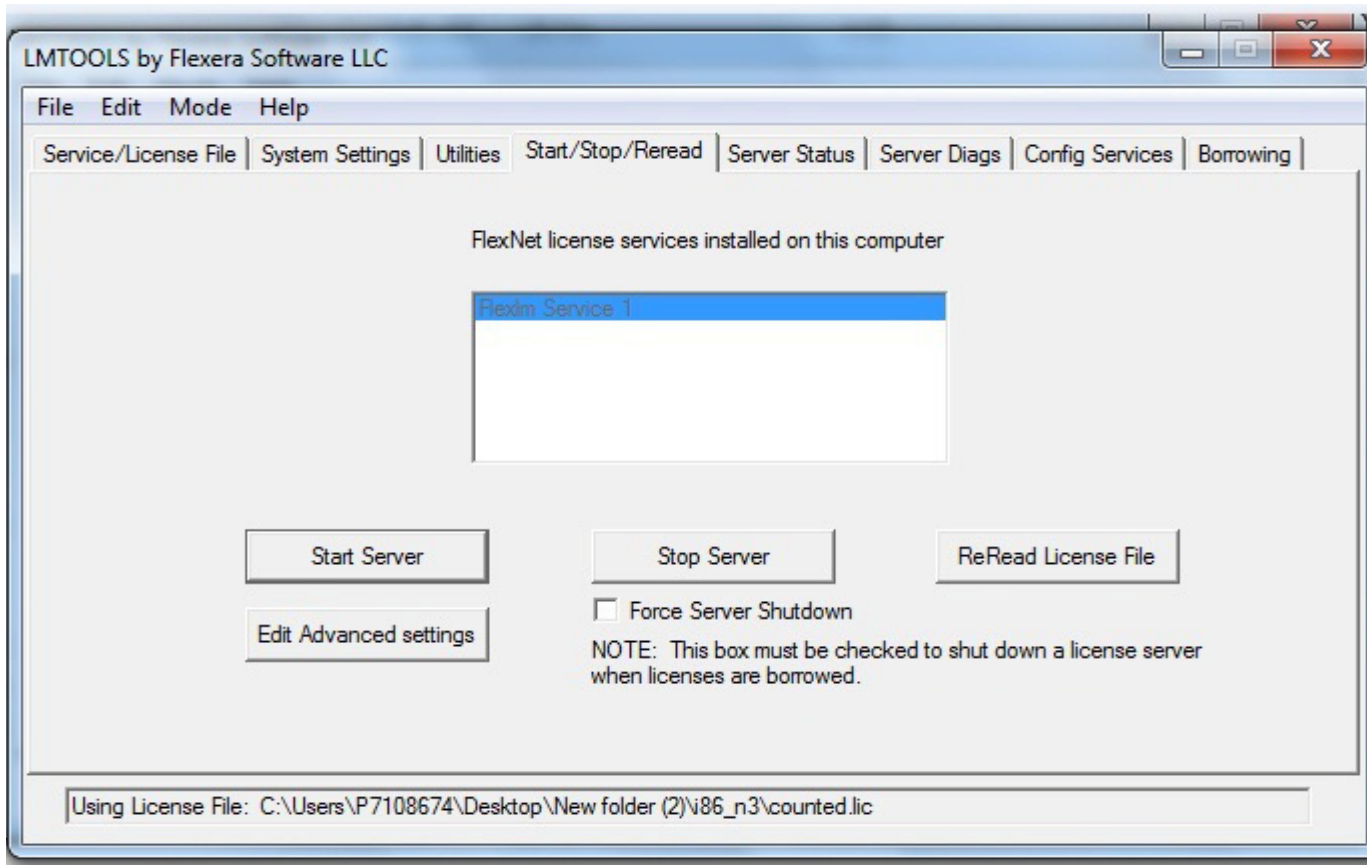 LMTOOLS by Flexera Software LLC
File Edit Mode Help
Service/License File System Settings Utilities Start/Stop/Reread Server Status Server Diags Config Services Borrowing
FlexNet license services installed on this computer
Flexlm Service 1
Start Server Stop Server ReRead License File
Edit Advanced settings
Force Server Shutdown
NOTE: This box must be checked to shut down a license server
when licenses are borrowed.
Using License File: C:\Users\P7108674\Desktop\New folder (2)\i86_n3\counted.lic